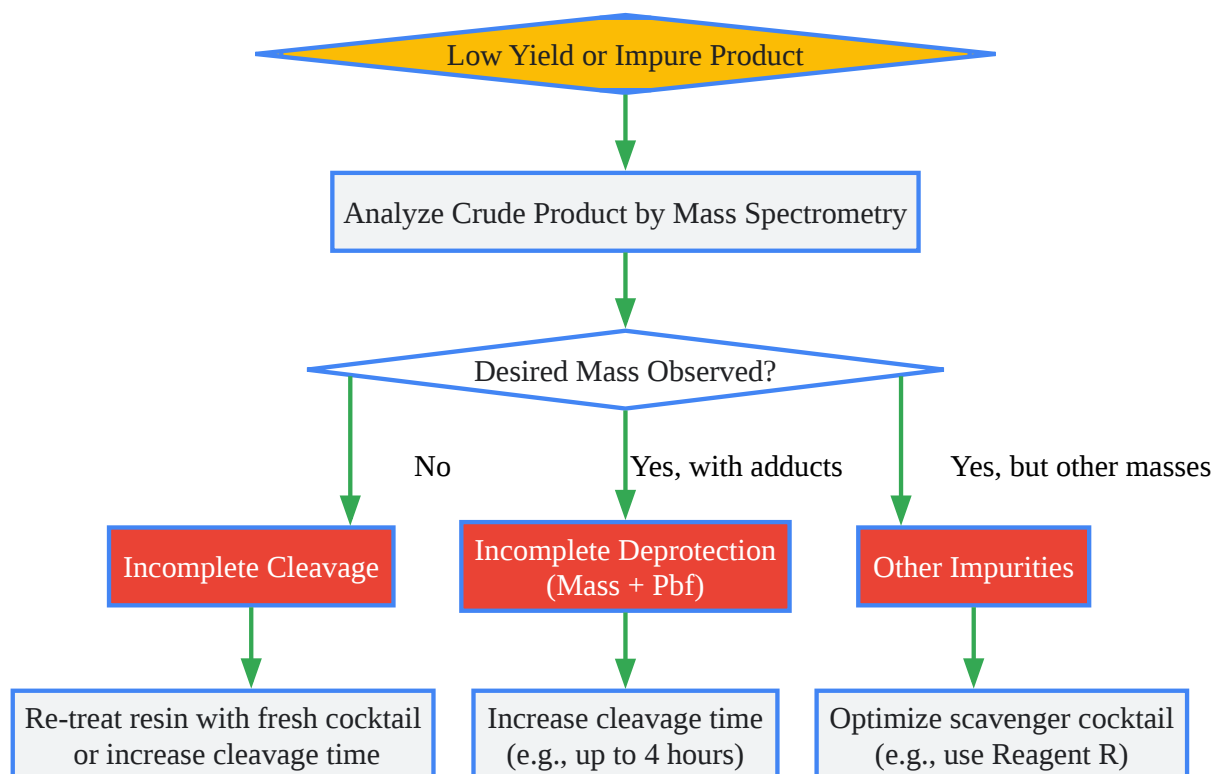 Low Yield or Impure Product
Analyze Crude Product by Mass Spectrometry
Desired Mass Observed?
No
Yes, with adducts
Yes, but other masses
Incomplete Cleavage
Incomplete Deprotection
(Mass + Pbf)
Other Impurities
Re-treat resin with fresh cocktail
or increase cleavage time
Increase cleavage time
(e.g., up to 4 hours)
Optimize scavenger cocktail
(e.g., use Reagent R)